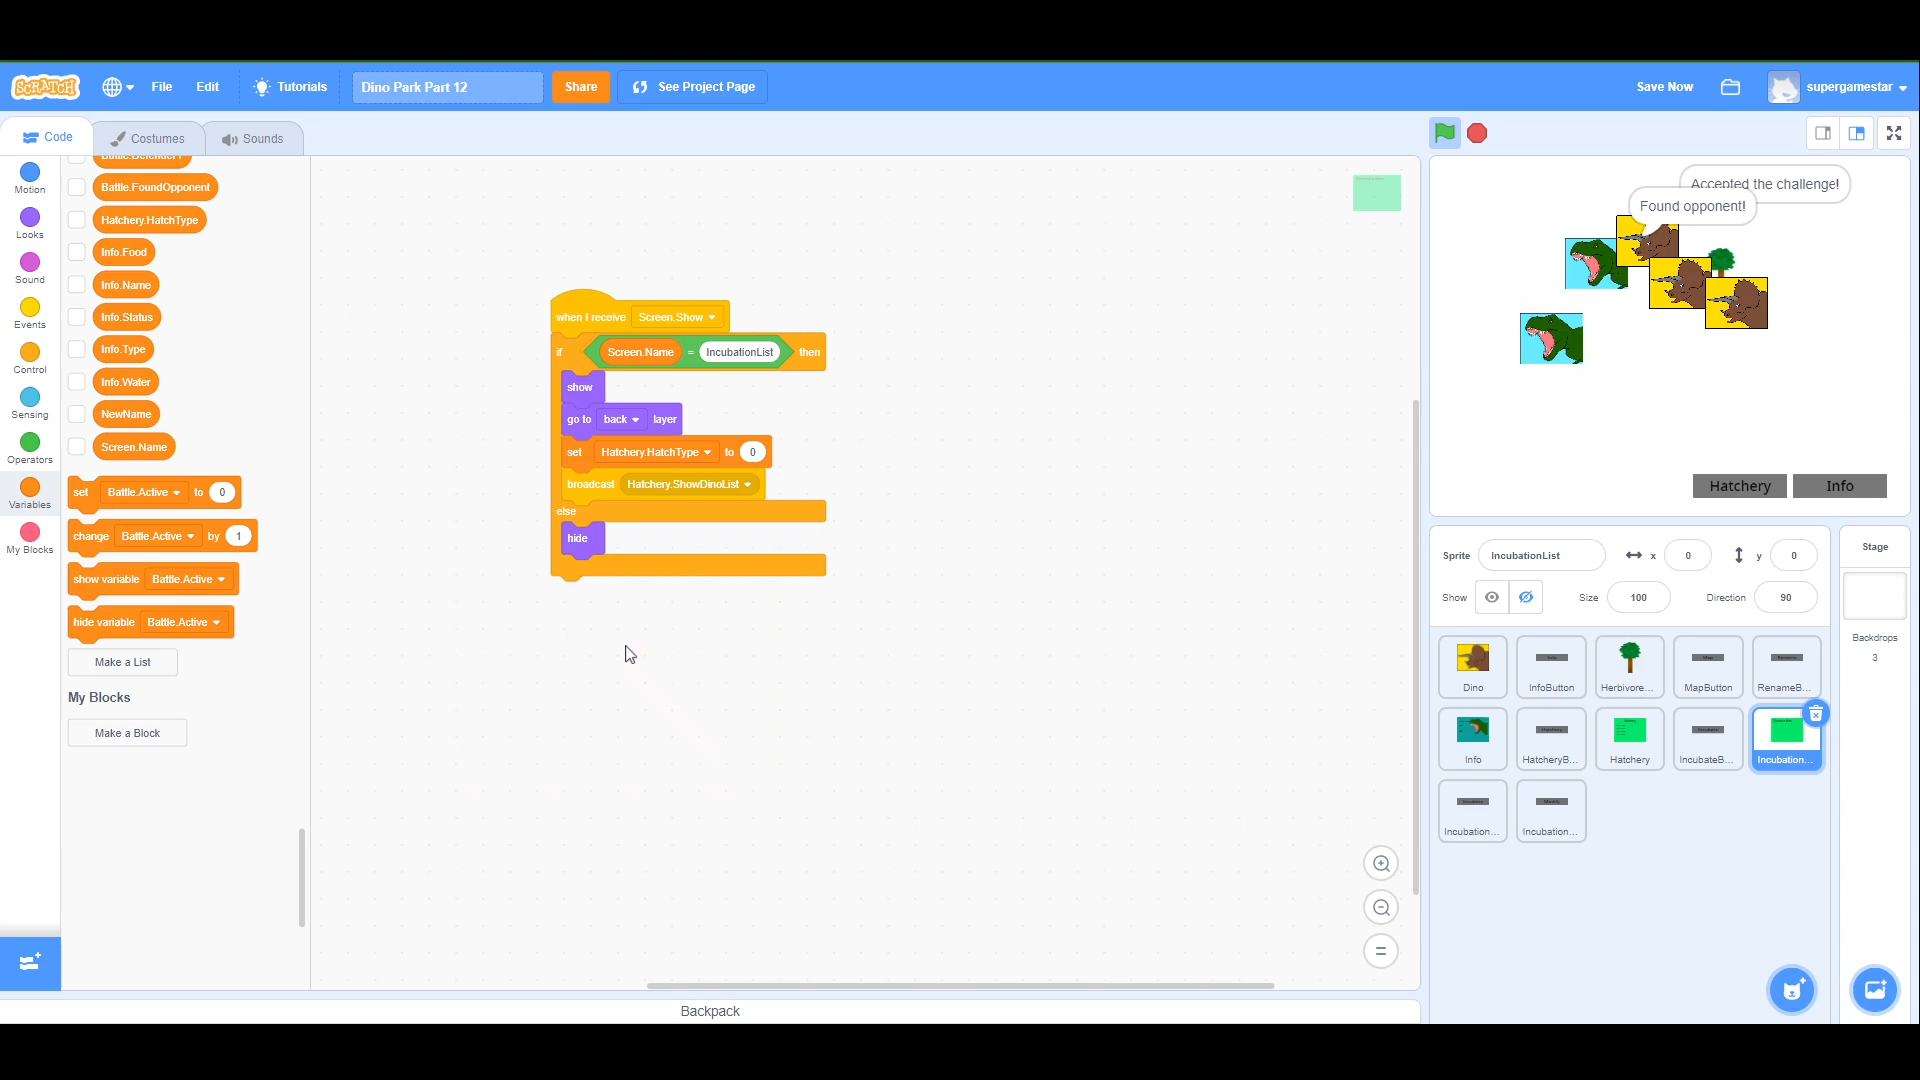 SCRATCH
File
Edit
Tutorials
Dino Park Part 12
Share
See Project Page
Save Now
supergamestar
Code
Costumes
Sounds
Motion
Looks
Sound
Events
Control
Sensing
Operators
Variables
My Blocks
Battle.FoundOpponent
Hatchery.HatchType
Info.Food
Info.Name
Info.Status
Info.Type
Info.Water
NewName
Screen.Name
set Battle.Active to 0
change Battle.Active by 1
show variable Battle.Active
hide variable Battle.Active
Make a List
My Blocks
Make a Block
when I receive Screen.Show
if Screen.Name = IncubationList then
show
go to back layer
set Hatchery.HatchType to 0
broadcast Hatchery.ShowDinoList
else
hide
Backpack
Accepted the challenge!
Found opponent!
Hatchery
Info
Sprite IncubationList x 0 y 0
Show Size 100 Direction 90
Dino
InfoButton
Herbivore...
MapButton
RenameB...
Info
HatcheryB...
Hatchery
IncubateB...
Incubation...
Incubation...
Incubation...
Stage
Backdrops
3